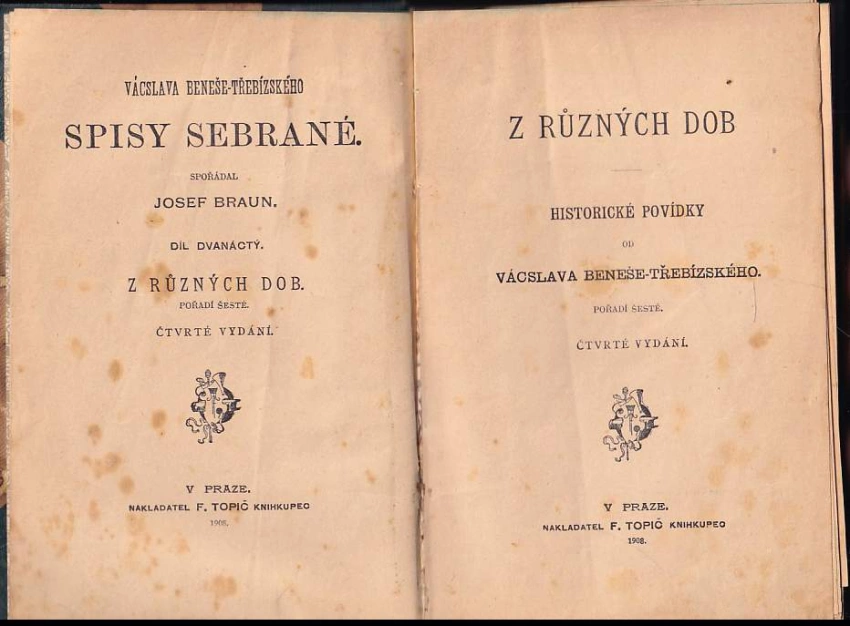 VÁCSLAVA BENEŠE-TŘEBÍZSKÉHO
SPISY SEBRANÉ.
SPOŘÁDAL
JOSEF BRAUN.
DÍL DVANÁCTÝ.
Z RŮZNÝCH DOB.
POŘADÍ ŠESTÉ.
ČTVRTÉ VYDÁNÍ.
V PRAZE.
NAKLADATEL F. TOPIČ KNIHKUPEC
1908.
Z RŮZNÝCH DOB
HISTORICKÉ POVÍDKY
OD
VÁCSLAVA BENEŠE-TŘEBÍZSKÉHO.
POŘADÍ ŠESTÉ.
ČTVRTÉ VYDÁNÍ.
V PRAZE.
NAKLADATEL F. TOPIČ KNIHKUPEC
1908.